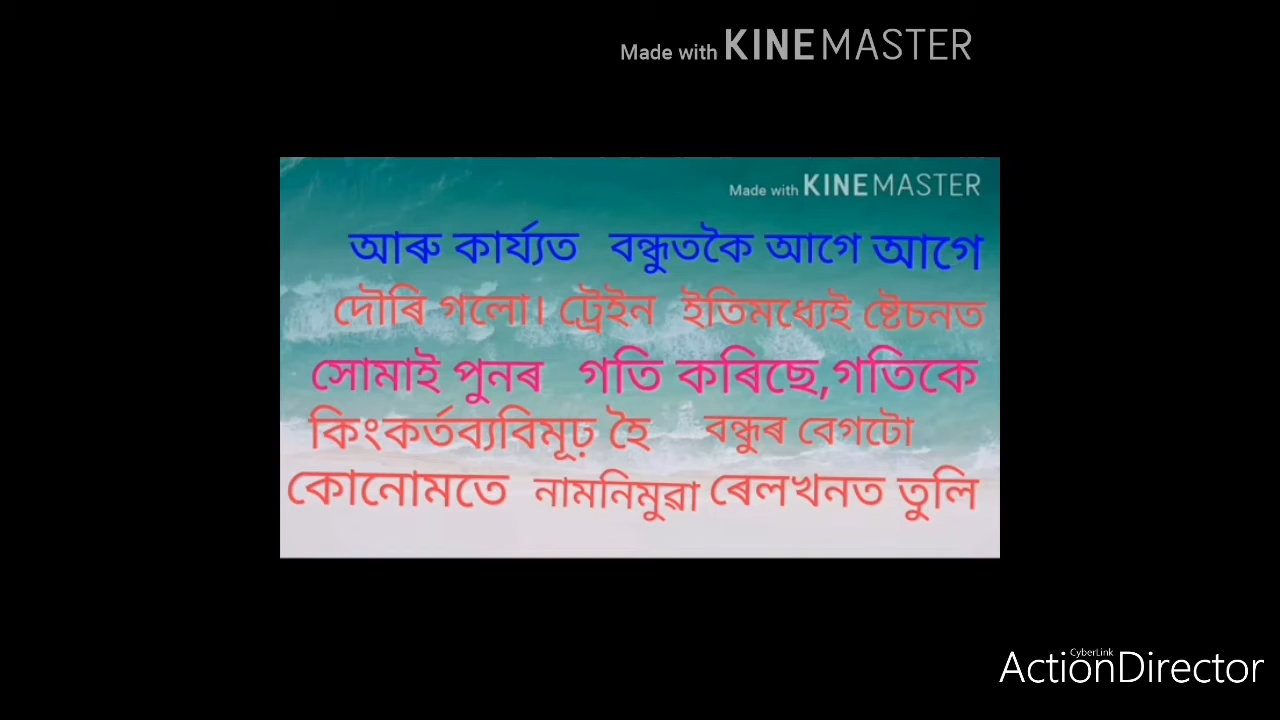 Made with KINEMASTER
Made with KINEMASTER
আৰু কাৰ্য্যত বন্ধুতকৈ আগে আগে
দৌৰি গলো। ট্ৰেইন ইতিমধ্যেই ষ্টেচনত
সোমাই পুনৰ গতি কৰিছে,গতিকে
কিংকৰ্তব্যবিমূঢ় হৈ বন্ধুৰ বেগটো
কোনোমতে নামনিমুৱা ৰেলখনত তুলি
CyberLink
ActionDirector